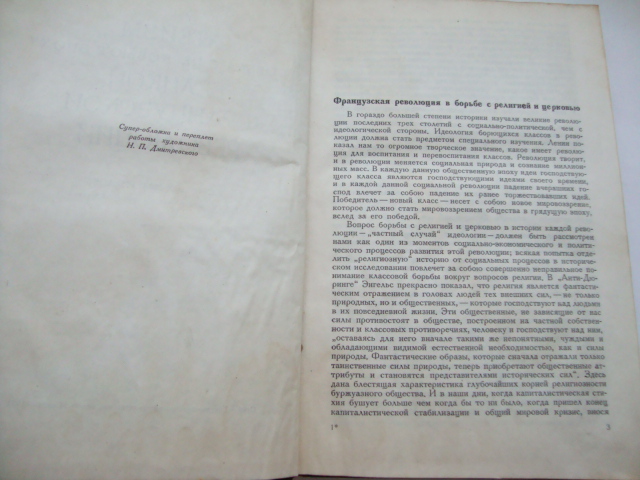 Супер-обложка и переплет
работы художника
Н. П. Дмитревского
Французская революция в борьбе с религией и церковью
В гораздо большей степени историки изучали великие револю-
ции последних трех столетий с социально-политической, чем с
идеологической стороны. Идеология борющихся классов в рево-
люции должна стать предметом специального изучения. Ленин по-
казал нам то огромное творческое значение, какое имеет револю-
ция для воспитания и перевоспитания классов. Революция творит,
и в революции меняется социальная природа и сознание миллион-
ных масс. В каждую данную общественную эпоху идеи господствую-
щего класса являются господствующими идеями своего времени,
и в каждой данной социальной революции падение вчерашних го-
спод влечет за собою падение их ранее торжествовавших идей.
Победитель — новый класс — несет с собою новое мировоззрение,
которое должно стать мировоззрением общества в грядущую эпоху,
вслед за его победой.
Вопрос борьбы с религией и церковью в истории каждой рево-
люции — „частный случай" идеологии — должен быть рассмотрен
нами как один из моментов социально-экономического и полити-
ческого процессов развития этой революции; всякая попытка отде-
лить „религиозную" историю от социальных процессов в историче-
ском исследовании повлечет за собою совершенно неправильное по-
нимание классовой борьбы вокруг вопросов религии. В „Анти-Дю-
ринге" Энгельс прекрасно показал, что религия является фантасти-
ческим отражением в головах людей тех внешних сил, — не только
природных, но и общественных, — которые господствуют над людьми
в их повседневной жизни. Эти общественные, не зависящие от нас
силы противостоят в обществе, построенном на частной собствен-
ности и классовых противоречиях, человеку и господствуют над ним,
„оставаясь для него вначале такими же непонятными, чуждыми и
обладающими видимой естественной необходимостью, как и силы
природы. Фантастические образы, которые сначала отражали только
таинственные силы природы, теперь приобретают общественные ат-
трибуты и становятся представителями исторических сил". Здесь
дана блестящая характеристика глубочайших корней религиозности
буржуазного общества. И в наши дни, когда капиталистическая сти-
хия бушует больше чем когда бы то ни было, когда пришел конец
капиталистической стабилизации и общий мировой кризис, внося
1* 3